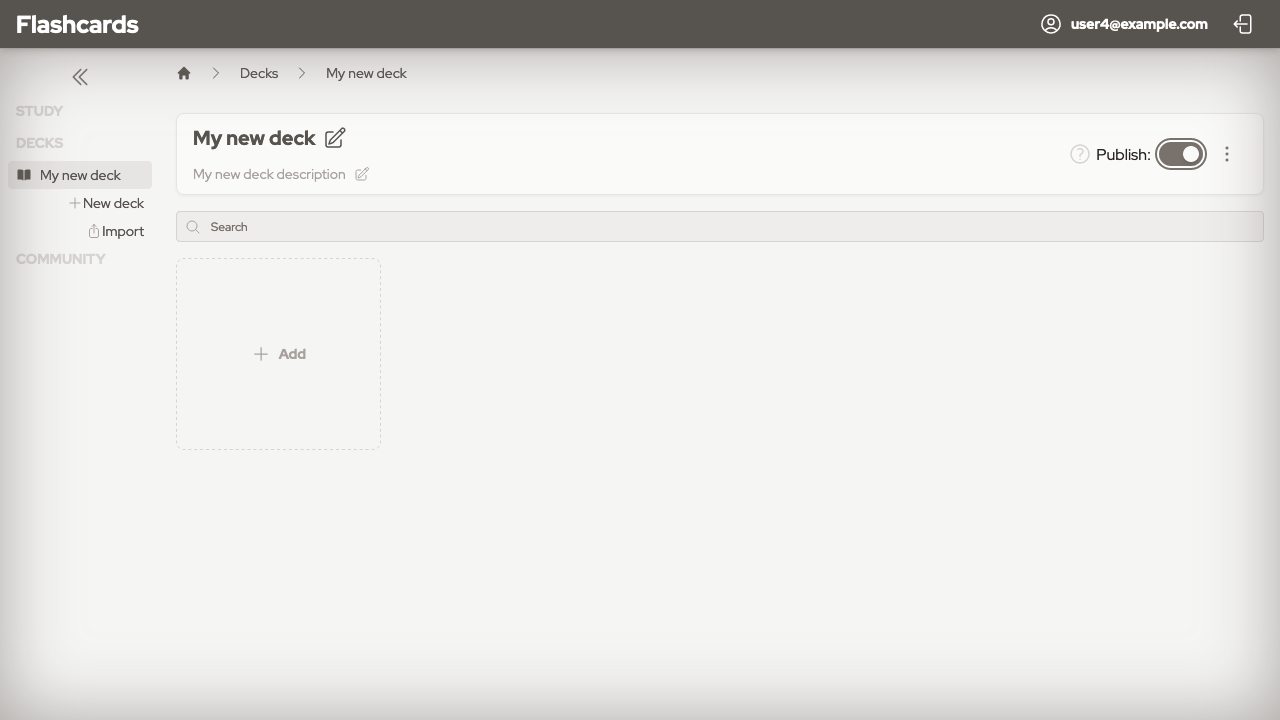 Flashcards
user4@example.com
Decks
My new deck
STUDY
DECKS
My new deck
New deck
Import
COMMUNITY
My new deck
My new deck description
? Publish:
Search
Add